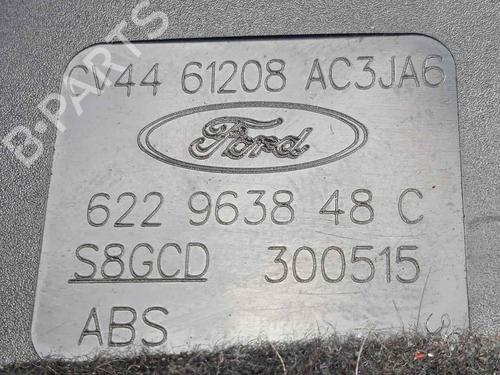 CV44 61208 AC3JA6
Ford
622 9638 48 C
S8GCD 300515
ABS
B-PARTS